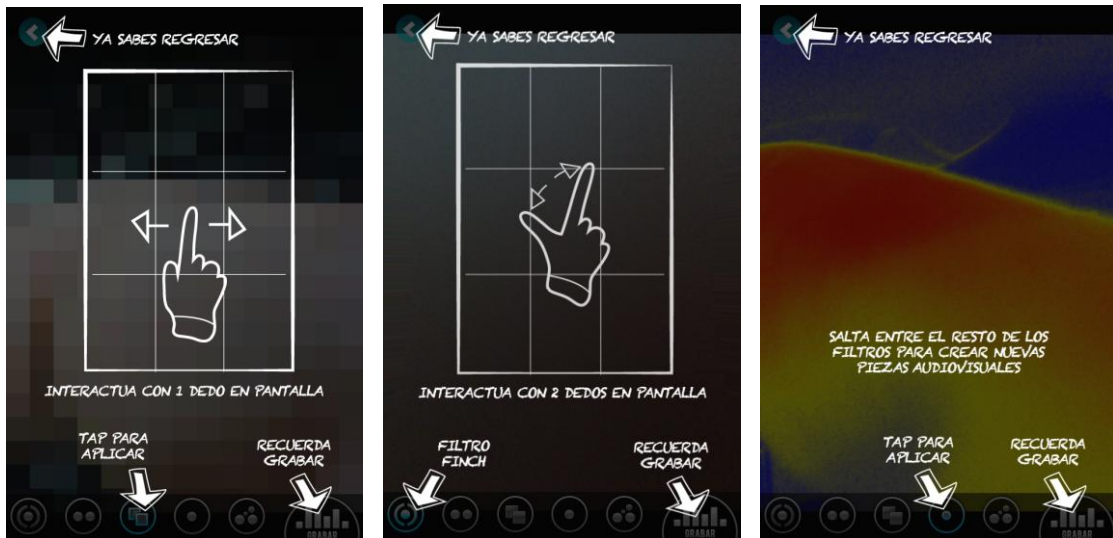 YA SABES REGRESAR
INTERACTUA CON 1 DEDO EN PANTALLA
TAP PARA
APLICAR
RECUERDA
GRABAR
GRABAR
YA SABES REGRESAR
INTERACTUA CON 2 DEDOS EN PANTALLA
FILTRO
FINCH
RECUERDA
GRABAR
GRABAR
YA SABES REGRESAR
SALTA ENTRE EL RESTO DE LOS
FILTROS PARA CREAR NUEVAS
PIEZAS AUDIOVISUALES
TAP PARA
APLICAR
RECUERDA
GRABAR
GRABAR